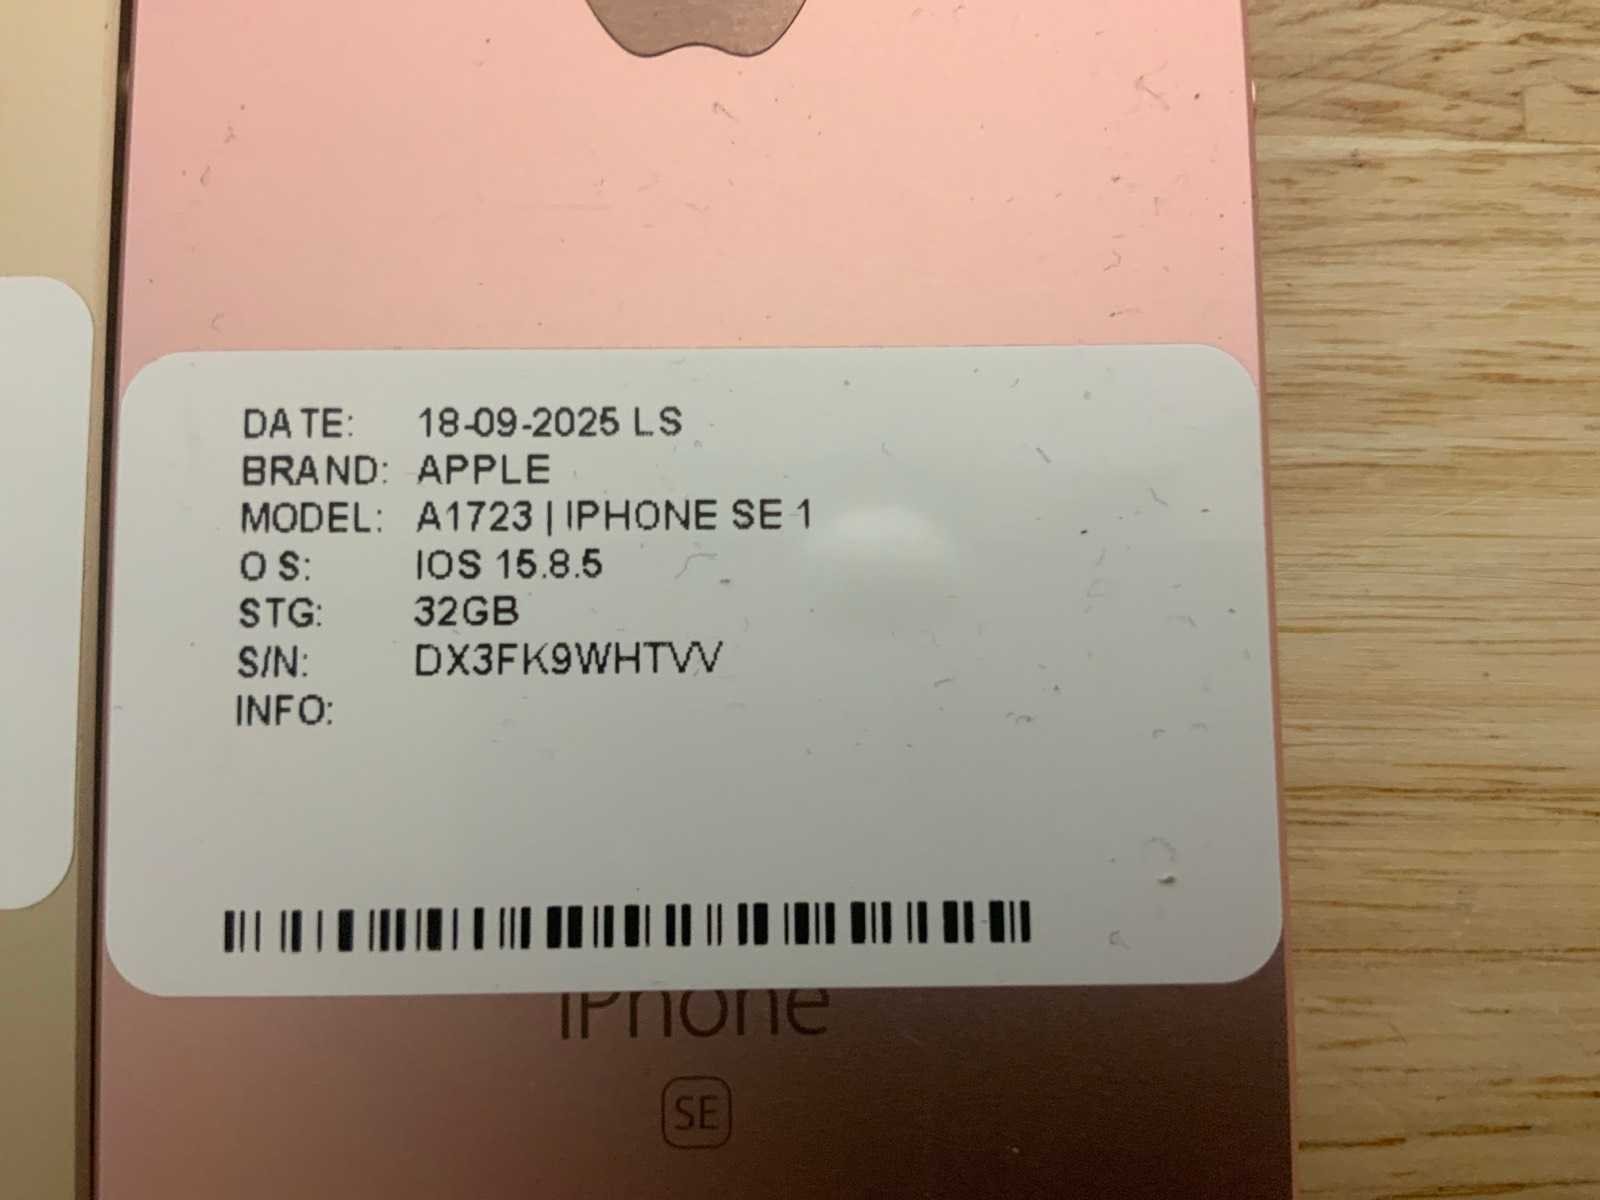 DATE: 18-09-2025 LS
BRAND: APPLE
MODEL: A1723 | IPHONE SE 1
OS: IOS 15.8.5
STG: 32GB
S/N: DX3FK9WHTVV
INFO:
iPhone
SE